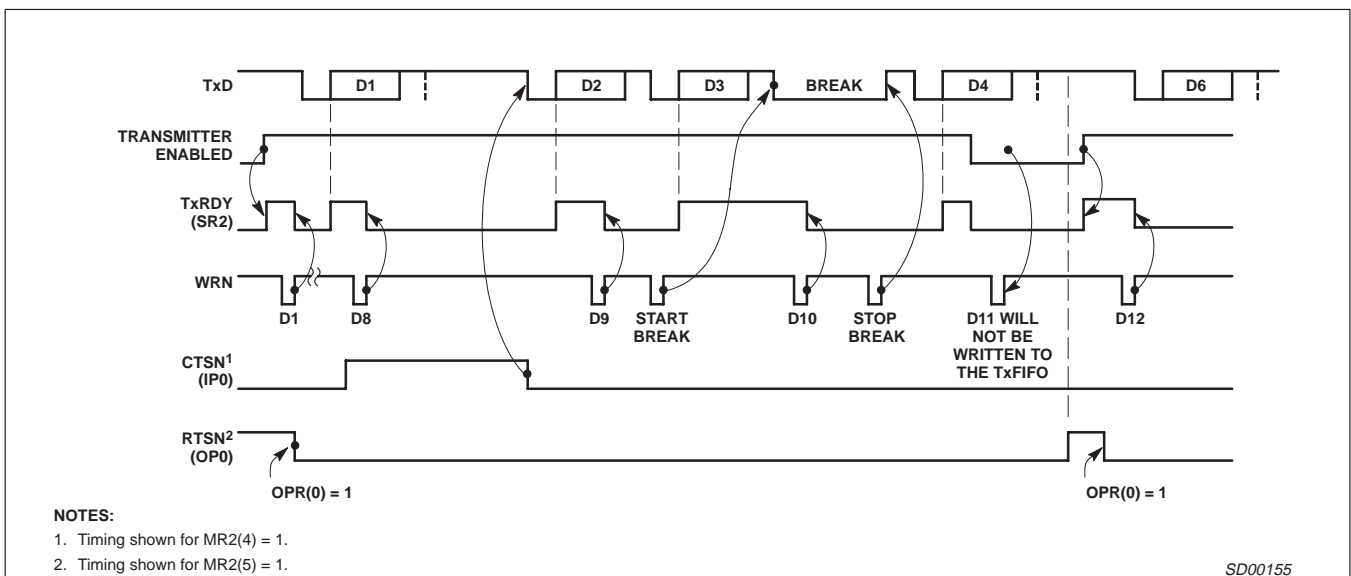 TxD
D1
D2
D3
BREAK
D4
D6
TRANSMITTER
ENABLED
TxRDY
(SR2)
WRN
D1
D8
D9
START
BREAK
D10
STOP
BREAK
D11 WILL
NOT BE
WRITTEN TO
THE TxFIFO
D12
CTSN1
(IP0)
RTSN2
(OP0)
OPR(0) = 1
OPR(0) = 1
NOTES:
1. Timing shown for MR2(4) = 1.
2. Timing shown for MR2(5) = 1.
SD00155